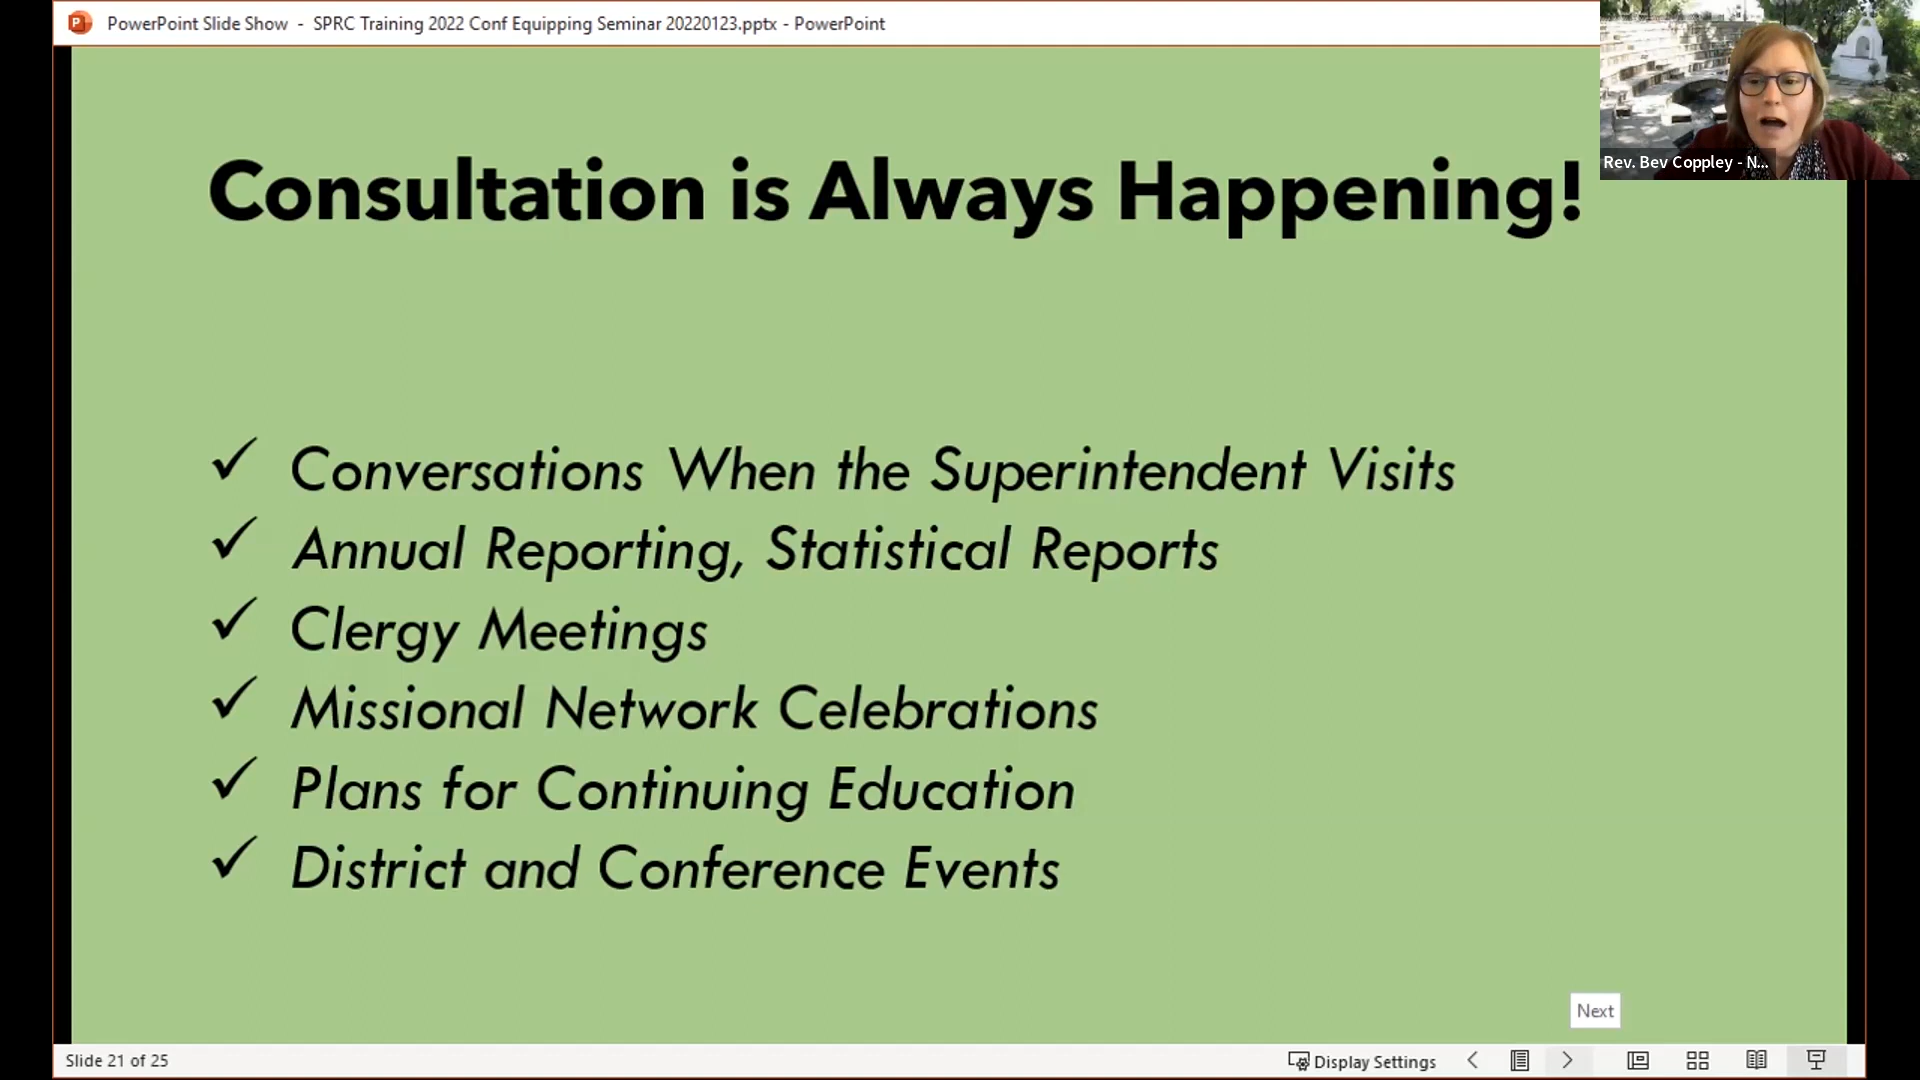 PowerPoint Slide Show - SPRC Training 2022 Conf Equipping Seminar 20220123.pptx - PowerPoint
Rev. Bev Coppley - N...
Consultation is Always Happening!
Conversations When the Superintendent Visits
Annual Reporting, Statistical Reports
Clergy Meetings
Missional Network Celebrations
Plans for Continuing Education
District and Conference Events
Next
Slide 21 of 25
Display Settings